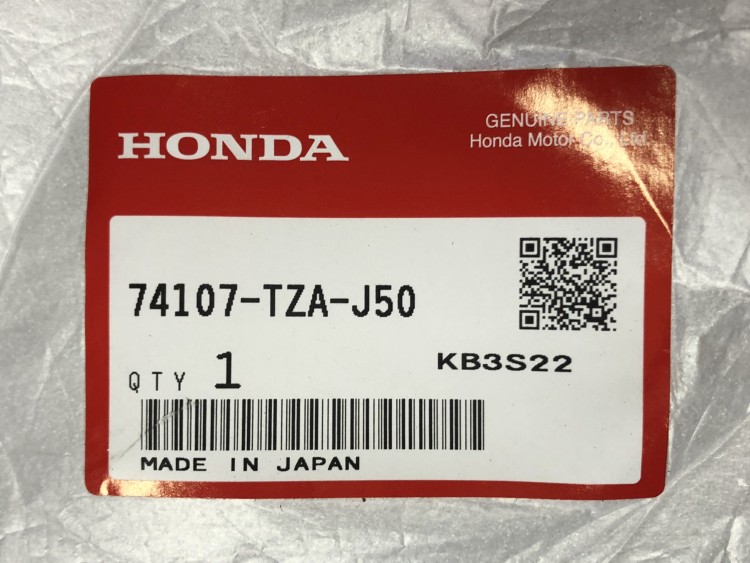 HONDA
GENUINE PARTS
Honda Motor Co., Ltd.
74107-TZA-J50
QTY 1
KB3S22
MADE IN JAPAN